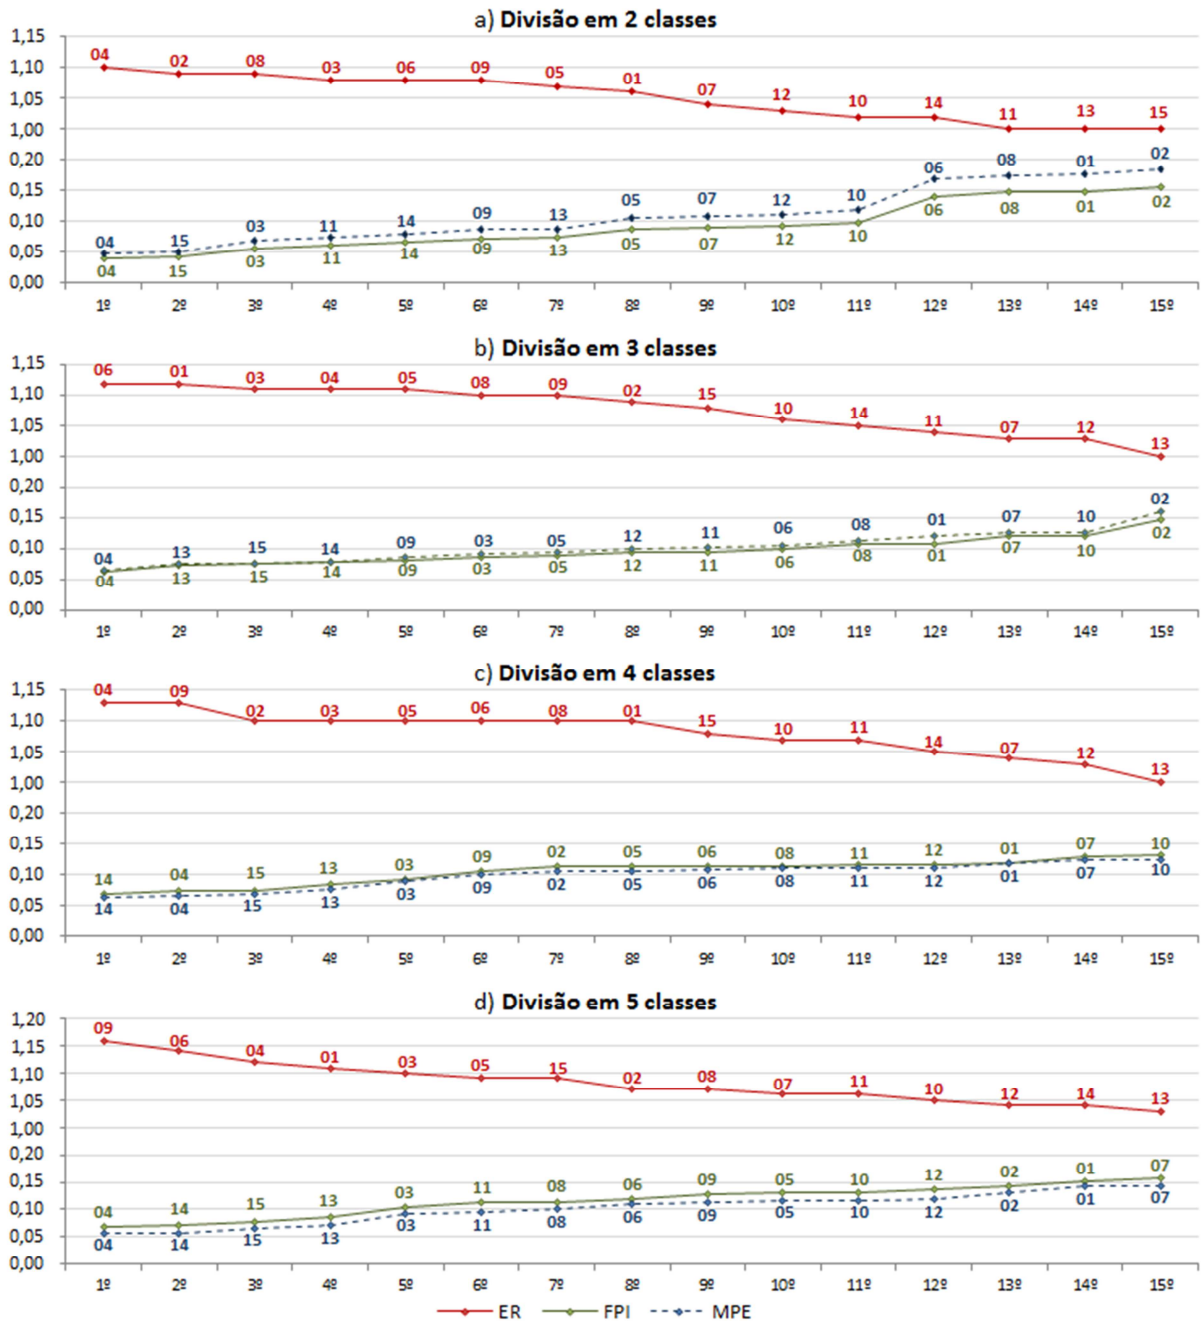 a) Divisão em 2 classes
1,15
04 02 08 03 06 09 05 01 07 12 10 14 11 13 15
1,10
1,05
1,00
0,20
04 15 03 11 14 09 13 05 07 12 10 06 08 01 02
0,15
0,10
0,05
04 15 03 11 14 09 13 05 07 12 10 06 08 01 02
0,00
1º 2º 3º 4º 5º 6º 7º 8º 9º 10º 11º 12º 13º 14º 15º
b) Divisão em 3 classes
1,15
06 01 03 04 05 08 09 02 15 10 14 11 07 12 13
1,10
1,05
1,00
0,20
04 13 15 14 09 03 05 12 11 06 08 01 07 10 02
0,15
0,10
0,05
04 13 15 14 09 03 05 12 11 06 08 01 07 10 02
0,00
1º 2º 3º 4º 5º 6º 7º 8º 9º 10º 11º 12º 13º 14º 15º
c) Divisão em 4 classes
1,15
04 09 02 03 05 06 08 01 15 10 11 14 07 12 13
1,10
1,05
1,00
0,20
0,15
14 04 15 13 03 09 02 05 06 08 11 12 01 07 10
0,10
0,05
14 04 15 13 03 09 02 05 06 08 11 12 01 07 10
0,00
1º 2º 3º 4º 5º 6º 7º 8º 9º 10º 11º 12º 13º 14º 15º
d) Divisão em 5 classes
1,20
09 06 04 01 03 05 15 02 08 07 11 10 12 14 13
1,15
1,10
1,05
1,00
0,20
04 14 15 13 03 11 08 06 09 05 10 12 02 01 07
0,15
0,10
0,05
04 14 15 13 03 11 08 06 09 05 10 12 02 01 07
0,00
1º 2º 3º 4º 5º 6º 7º 8º 9º 10º 11º 12º 13º 14º 15º
ER FPI MPE